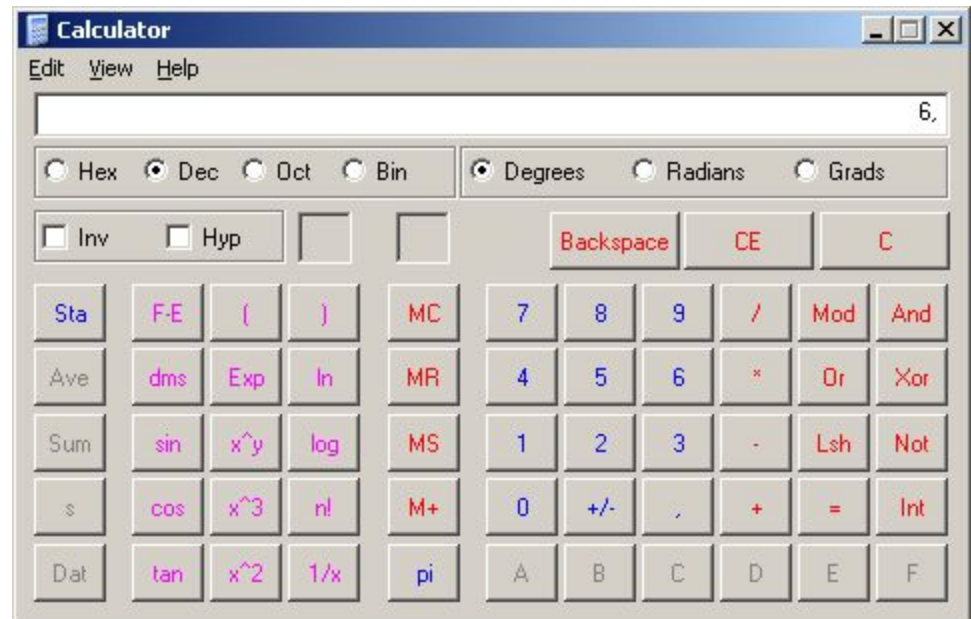 Calculator
Edit View Help
6,
Hex Dec Oct Bin Degrees Radians Grads
Inv Hyp Backspace CE C
Sta F-E ( ) MC 7 8 9 / Mod And
Ave dms Exp ln MR 4 5 6 * Or Xor
Sum sin x^y log MS 1 2 3 - Lsh Not
s cos x^3 n! M+ 0 +/- , + = Int
Dat tan x^2 1/x pi A B C D E F